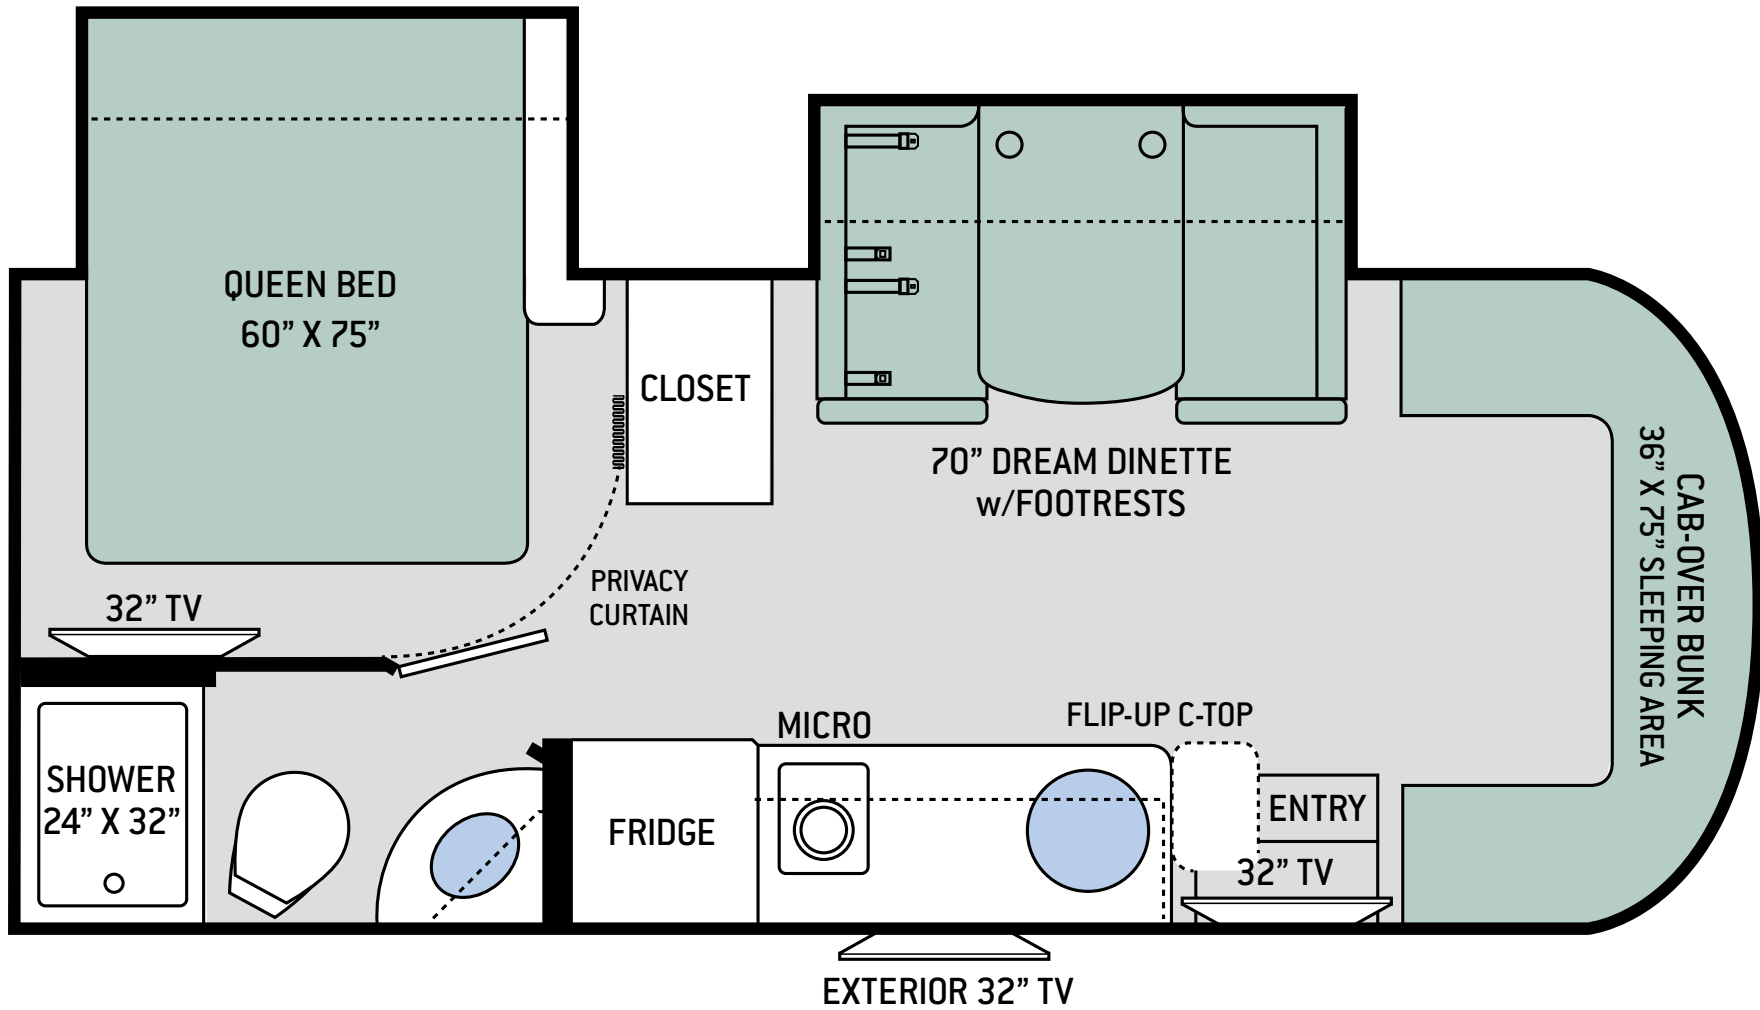 QUEEN BED
60” X 75”
CLOSET
70” DREAM DINETTE
w/FOOTRESTS
CAB-OVER BUNK
36” X 75” SLEEPING AREA
PRIVACY
CURTAIN
32” TV
MICRO
FLIP-UP C-TOP
SHOWER
24” X 32”
FRIDGE
ENTRY
32” TV
EXTERIOR 32” TV